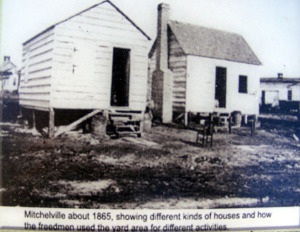 Mitchelville about 1865, showing different kinds of houses and how
the freedmen used the yard area for different activities.